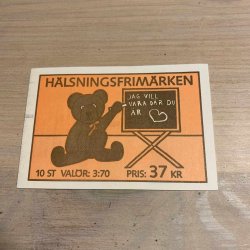 HÄLSNINGSFRIMÄRKEN
JAG VILL
VARA DÄR DU
ÄR
10 ST VALÖR: 3:70 PRIS: 37 KR